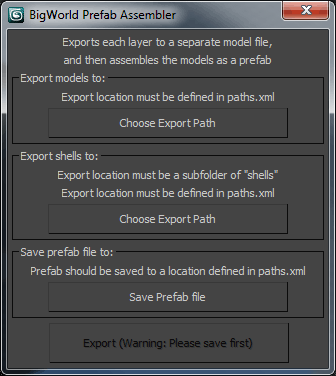 BigWorld Prefab Assembler
Exports each layer to a separate model file,
and then assembles the models as a prefab
Export models to:
Export location must be defined in paths.xml
Choose Export Path
Export shells to:
Export location must be a subfolder of "shells"
Export location must be defined in paths.xml
Choose Export Path
Save prefab file to:
Prefab should be saved to a location defined in paths.xml
Save Prefab file
Export (Warning: Please save first)